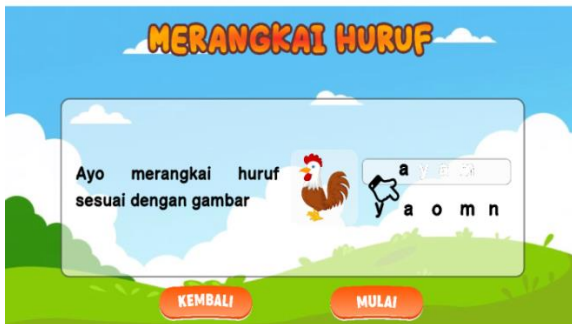 MERANGKAI HURUF
Ayo merangkai huruf
sesuai dengan gambar
a y a m
y a o m n
KEMBALI
MULAI